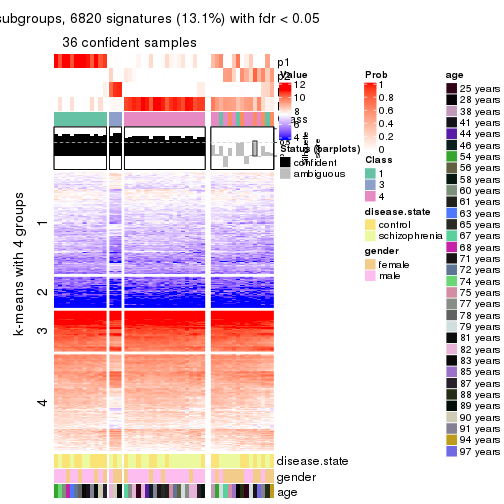 subgroups, 6820 signatures (13.1%) with fdr < 0.05
36 confident samples
p1
p2
Value
12
10
8
6
4
Status (barplots)
confident
ambiguous
Prob
1
0.8
0.6
0.4
0.2
0
Class
1
3
4
disease.state
control
schizophrenia
gender
female
male
age
25 years
28 years
38 years
41 years
44 years
46 years
54 years
56 years
58 years
60 years
61 years
63 years
65 years
67 years
68 years
71 years
72 years
74 years
75 years
77 years
78 years
79 years
81 years
82 years
83 years
85 years
87 years
88 years
89 years
90 years
91 years
94 years
97 years
k-means with 4 groups
1
2
3
4
disease.state
gender
age